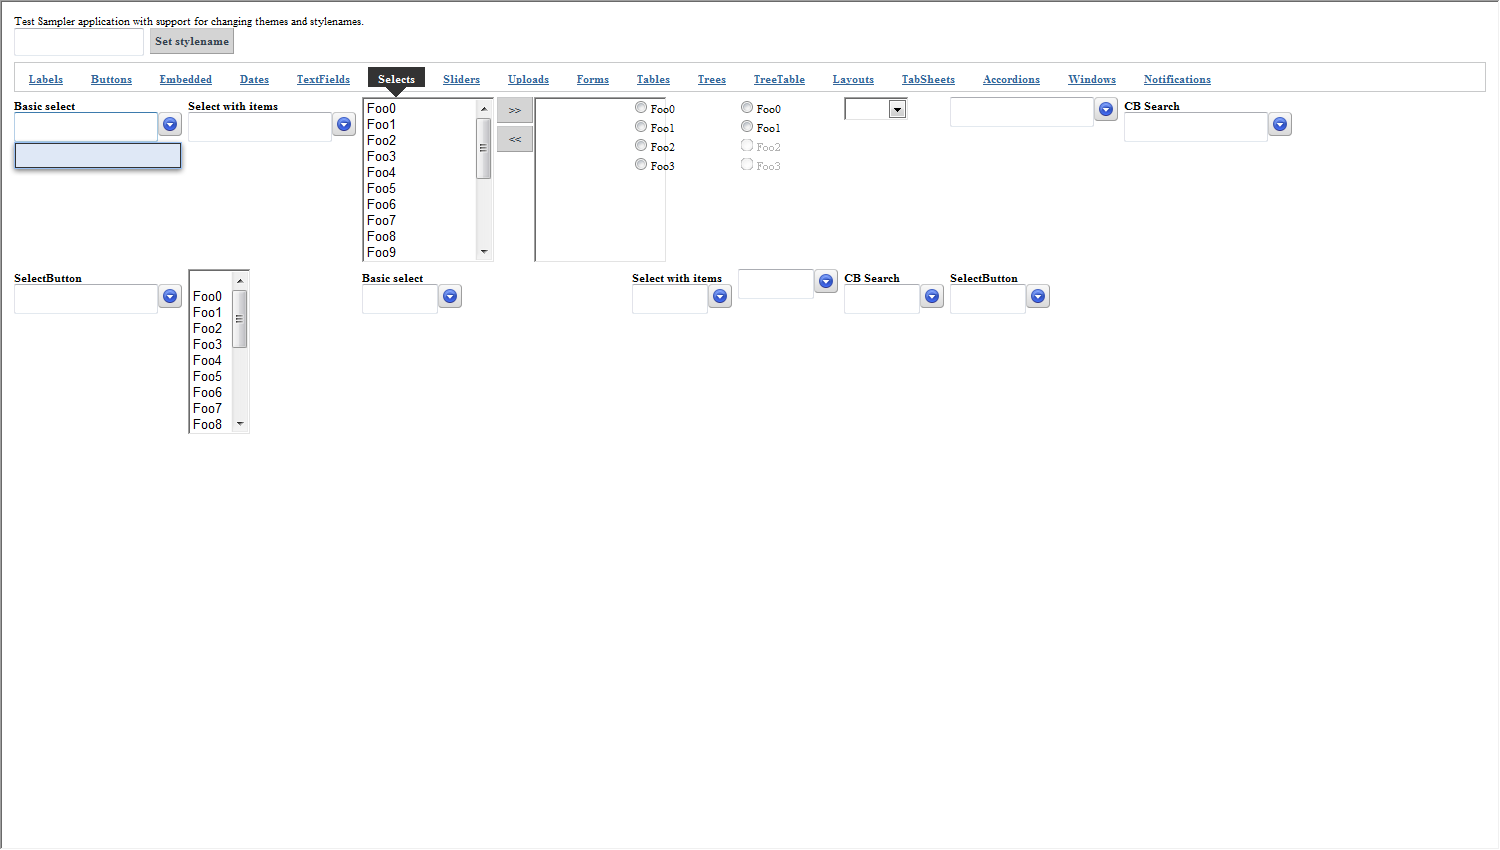 Test Sampler application with support for changing themes and stylenames.
Set stylename
Labels Buttons Embedded Dates TextFields Selects Sliders Uploads Forms Tables Trees TreeTable Layouts TabSheets Accordions Windows Notifications
Basic select
Select with items
Foo0
Foo1
Foo2
Foo3
Foo4
Foo5
Foo6
Foo7
Foo8
Foo9
>>
<<
Foo0
Foo1
Foo2
Foo3
Foo0
Foo1
Foo2
Foo3
CB Search
SelectButton
Foo0
Foo1
Foo2
Foo3
Foo4
Foo5
Foo6
Foo7
Foo8
Basic select
Select with items
CB Search
SelectButton